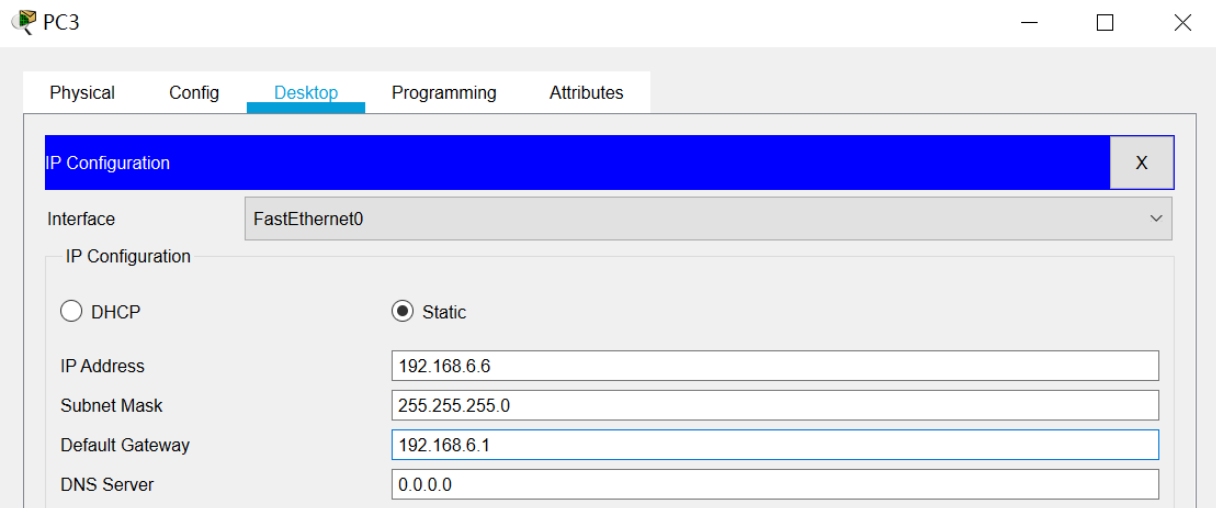 PC3
Physical Config Desktop Programming Attributes
IP Configuration X
Interface FastEthernet0
IP Configuration
DHCP Static
IP Address 192.168.6.6
Subnet Mask 255.255.255.0
Default Gateway 192.168.6.1
DNS Server 0.0.0.0